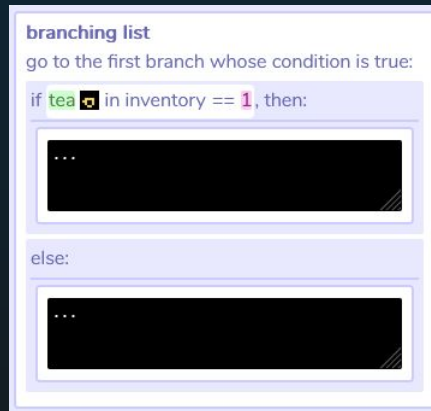 branching list
go to the first branch whose condition is true:
if tea in inventory == 1, then:
...
else:
...